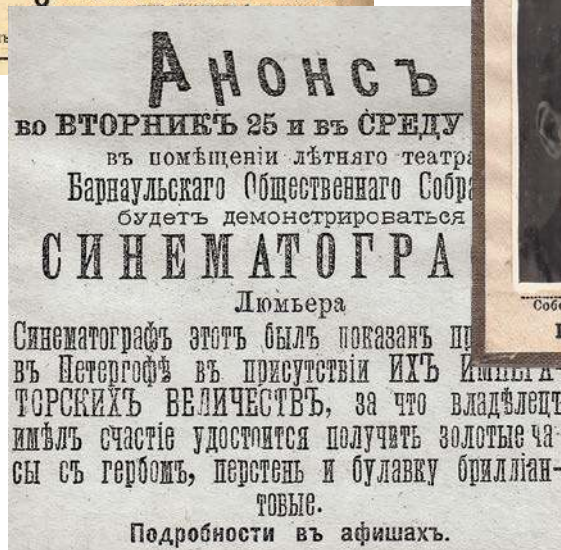 Анонсъ
во ВТОРНИКЪ 25 и въ СРЕДУ
въ помѣщеніи лѣтняго театра
Барнаульскаго Общественнаго Собра
будетъ демонстрироваться
СИНЕМАТОГРА
Люмьера
Синематографъ этотъ былъ показанъ пр
въ Петергофѣ въ присутствіи ИХЪ ИМПЕРА-
ТОРСКИХЪ ВЕЛИЧЕСТВЪ, за что владѣлецъ
имѣлъ счастіе удостоится получить золотые ча-
сы съ гербомъ, перстень и булавку брилліан-
товые.
Подробности въ афишахъ.